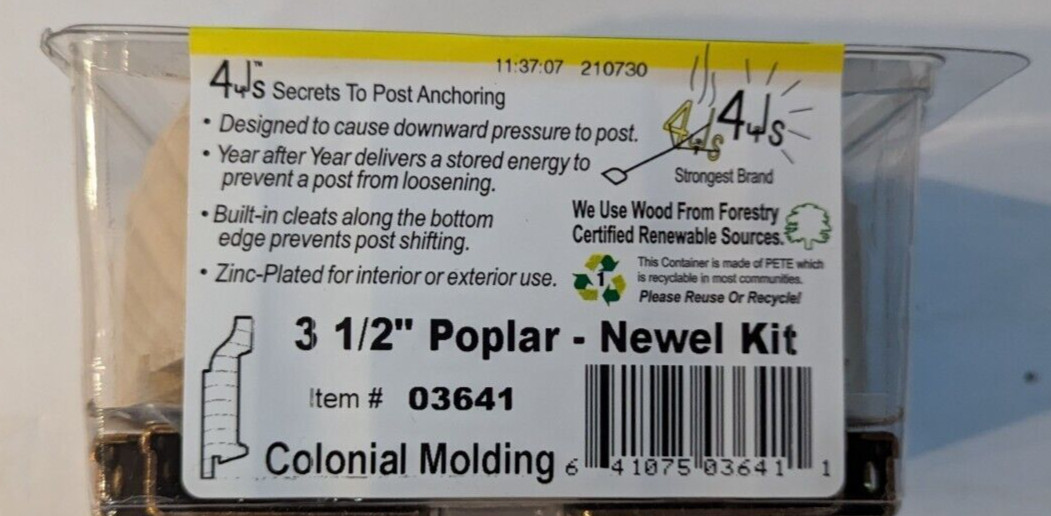 11:37:07 210730
4Js™ Secrets To Post Anchoring
• Designed to cause downward pressure to post.
• Year after Year delivers a stored energy to
prevent a post from loosening.
• Built-in cleats along the bottom
edge prevents post shifting.
• Zinc-Plated for interior or exterior use.
4Js 4Js
Strongest Brand
We Use Wood From Forestry
Certified Renewable Sources.
1
This Container is made of PETE which
is recyclable in most communities.
Please Reuse Or Recycle!
3 1/2" Poplar - Newel Kit
Item # 03641
Colonial Molding
6 41075 03641 1